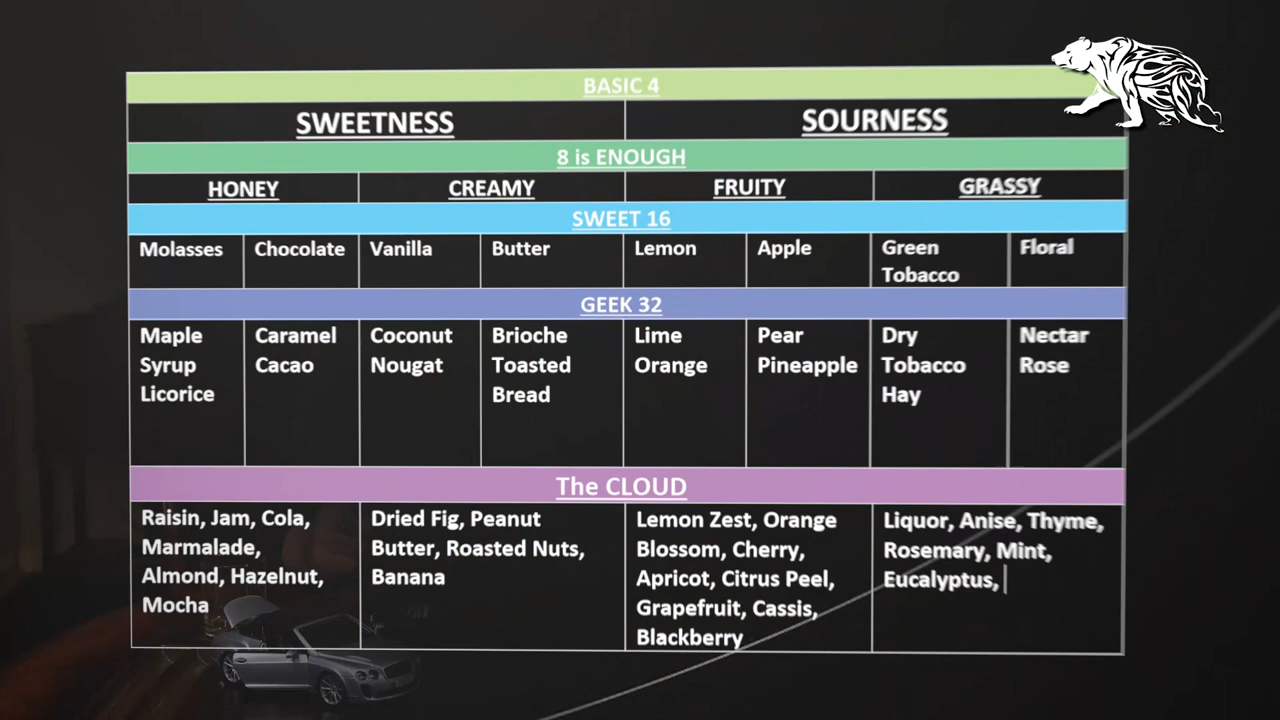 BASIC 4
SWEETNESS SOURNESS
8 is ENOUGH
HONEY CREAMY FRUITY GRASSY
SWEET 16
Molasses Chocolate Vanilla Butter Lemon Apple Green Tobacco Floral
GEEK 32
Maple Syrup Licorice
Caramel Cacao
Coconut Nougat
Brioche Toasted Bread
Lime Orange
Pear Pineapple
Dry Tobacco Hay
Nectar Rose
The CLOUD
Raisin, Jam, Cola,
Marmalade,
Almond, Hazelnut,
Mocha
Dried Fig, Peanut
Butter, Roasted Nuts,
Banana
Lemon Zest, Orange
Blossom, Cherry,
Apricot, Citrus Peel,
Grapefruit, Cassis,
Blackberry
Liquor, Anise, Thyme,
Rosemary, Mint,
Eucalyptus,